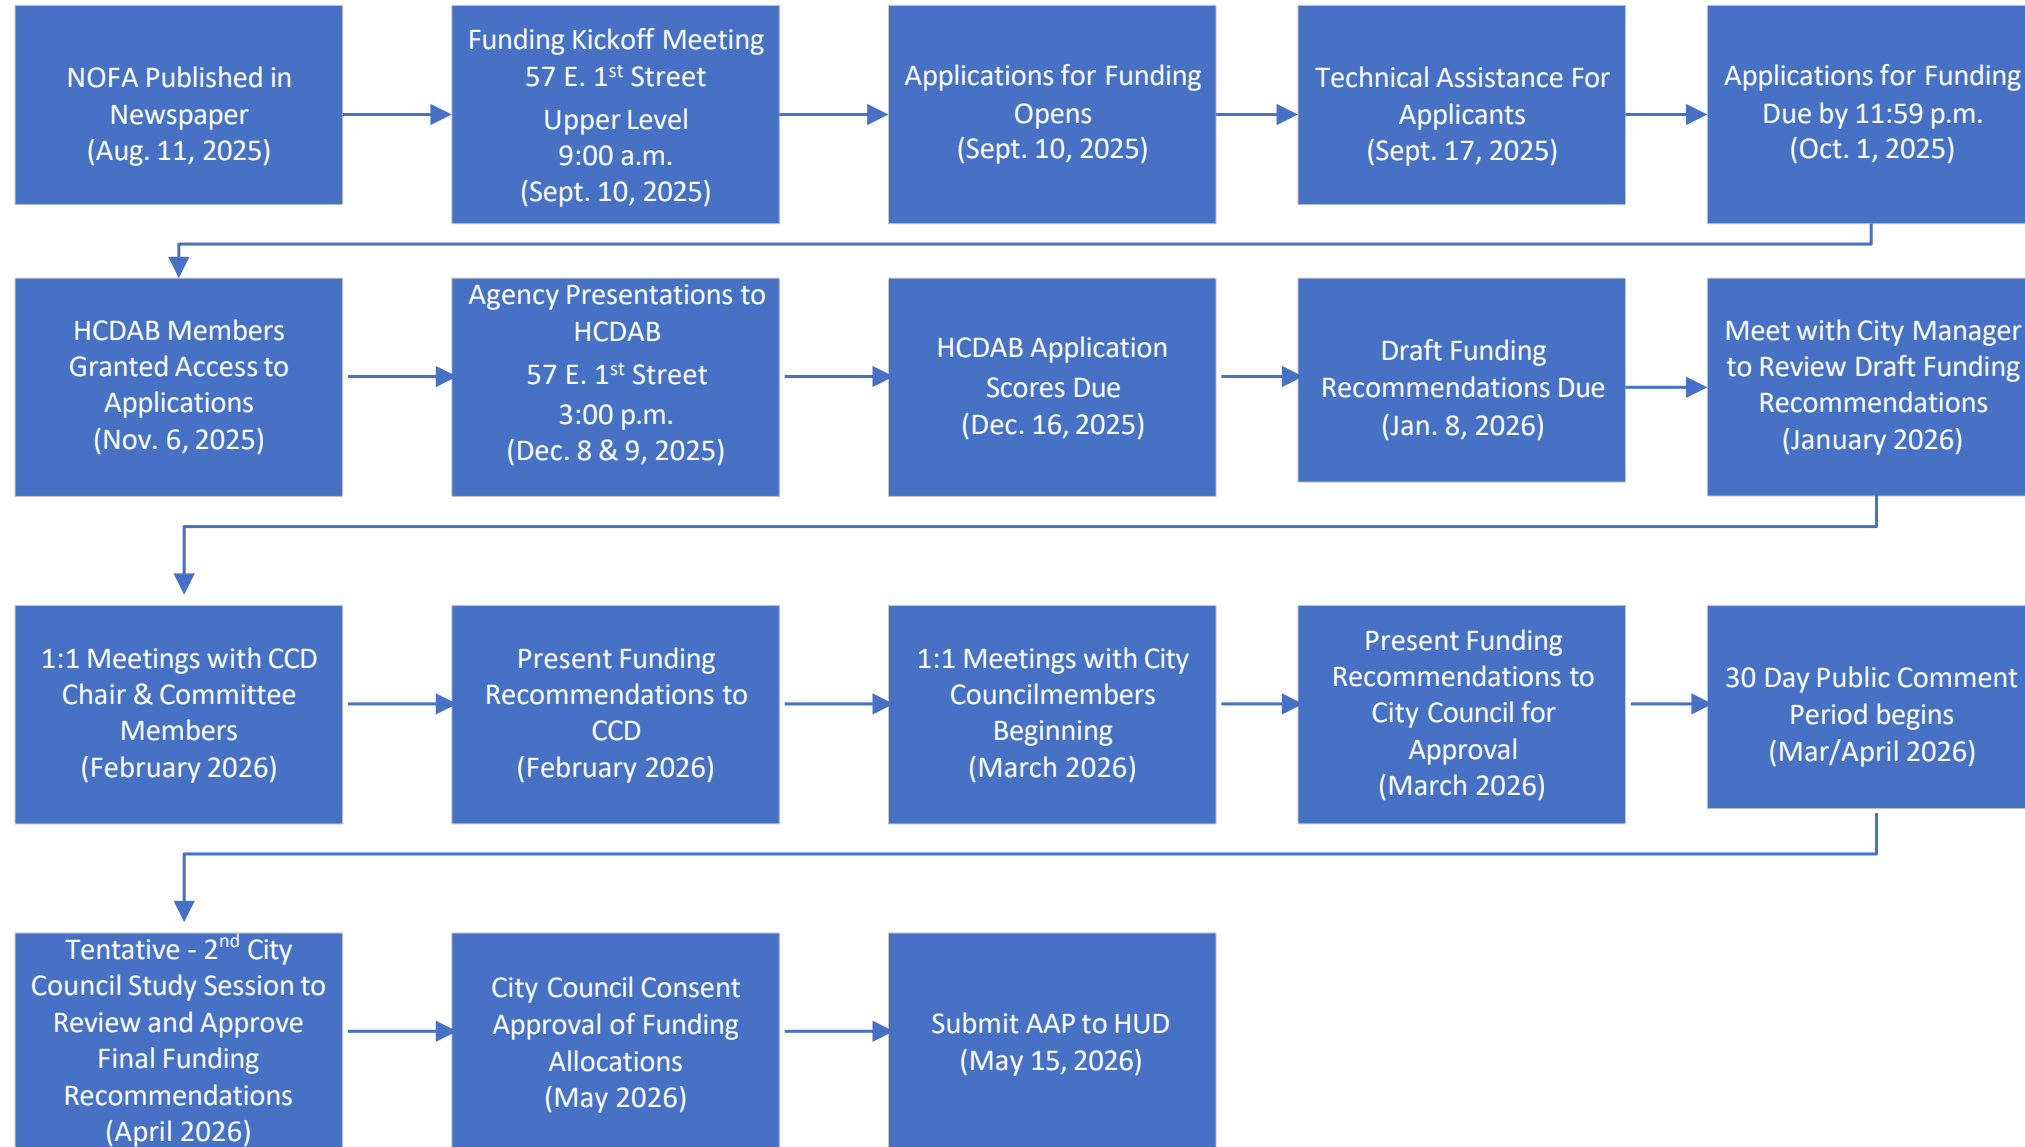 NOFA Published in
Newspaper
(Aug. 11, 2025)
Funding Kickoff Meeting
57 E. 1st Street
Upper Level
9:00 a.m.
(Sept. 10, 2025)
Applications for Funding
Opens
(Sept. 10, 2025)
Technical Assistance For
Applicants
(Sept. 17, 2025)
Applications for Funding
Due by 11:59 p.m.
(Oct. 1, 2025)
HCDAB Members
Granted Access to
Applications
(Nov. 6, 2025)
Agency Presentations to
HCDAB
57 E. 1st Street
3:00 p.m.
(Dec. 8 & 9, 2025)
HCDAB Application
Scores Due
(Dec. 16, 2025)
Draft Funding
Recommendations Due
(Jan. 8, 2026)
Meet with City Manager
to Review Draft Funding
Recommendations
(January 2026)
1:1 Meetings with CCD
Chair & Committee
Members
(February 2026)
Present Funding
Recommendations to
CCD
(February 2026)
1:1 Meetings with City
Councilmembers
Beginning
(March 2026)
Present Funding
Recommendations to
City Council for
Approval
(March 2026)
30 Day Public Comment
Period begins
(Mar/April 2026)
Tentative - 2nd City
Council Study Session to
Review and Approve
Final Funding
Recommendations
(April 2026)
City Council Consent
Approval of Funding
Allocations
(May 2026)
Submit AAP to HUD
(May 15, 2026)